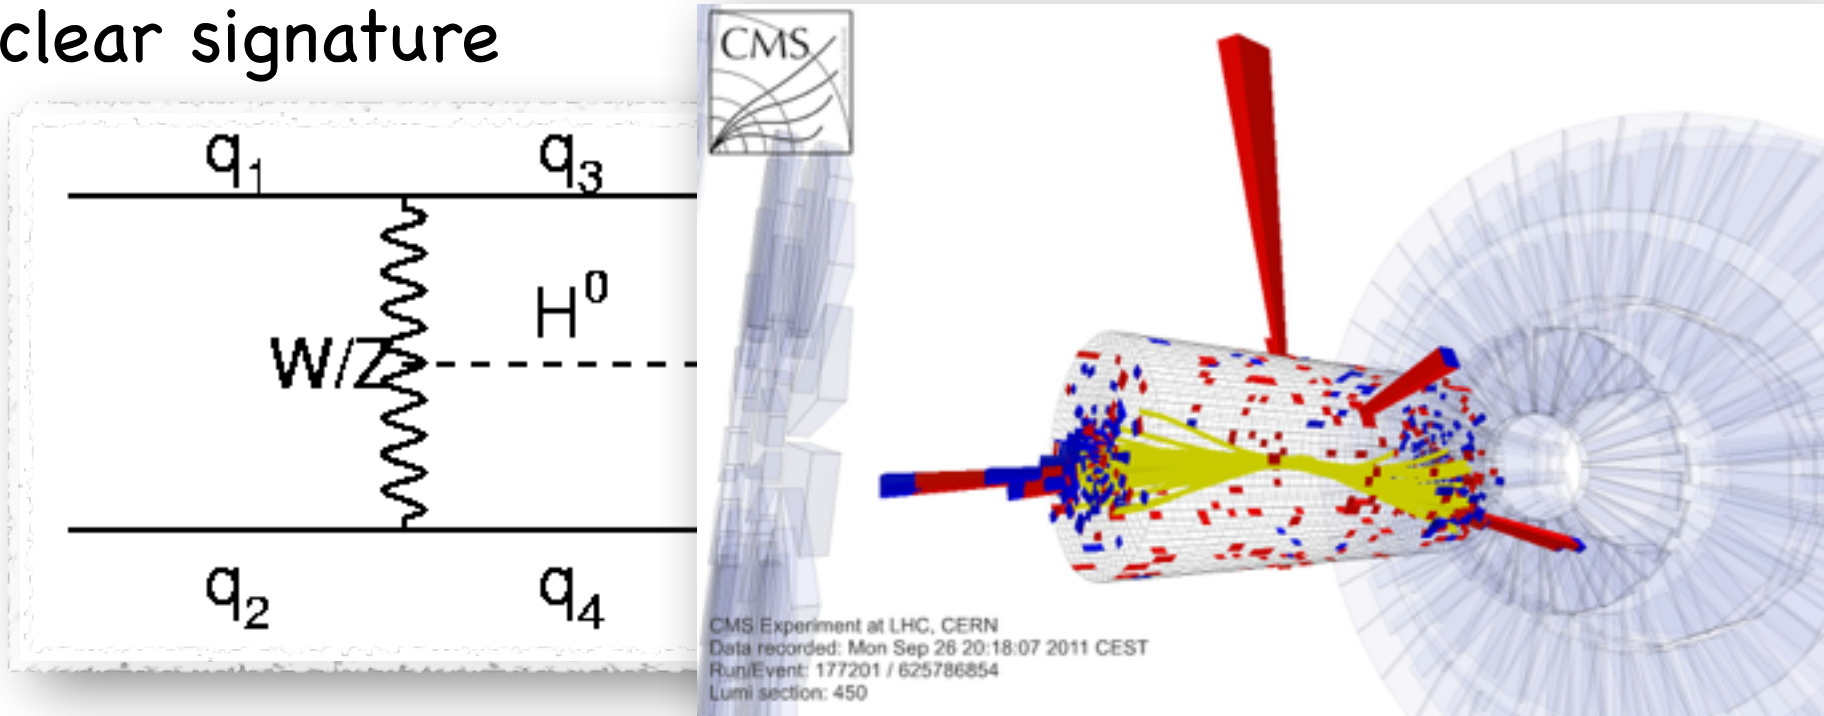 clear signature
q1
q3
H0
W/Z
q2
q4
CMS
CMS Experiment at LHC, CERN
Data recorded: Mon Sep 26 20:18:07 2011 CEST
Run/Event: 177201 / 625786854
Lumi section: 450